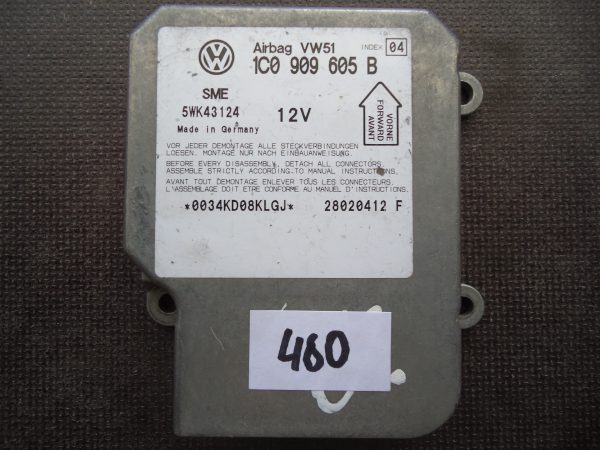 Airbag VW51 INDEX 04
1C0 909 605 B
SME
5WK43124 12V
Made in Germany
VORNE
FORWARD
AVANT
VOR JEDER DEMONTAGE ALLE STECKVERBINDUNGEN
LOESEN. MONTAGE NUR NACH EINBAUANWEISUNG.
BEFORE EVERY DISASSEMBLY, DETACH ALL CONNECTORS.
ASSEMBLE STRICTLY ACCORDING TO MANUAL INSTRUCTIONS.
AVANT TOUT DEMONTAGE ENLEVER TOUS LES CONNECTEURS.
L'ASSEMBLAGE DOIT ETRE CONFORME AU MANUEL D'INSTRUCTIONS.
*0034KD08KLGJ* 28020412 F
460